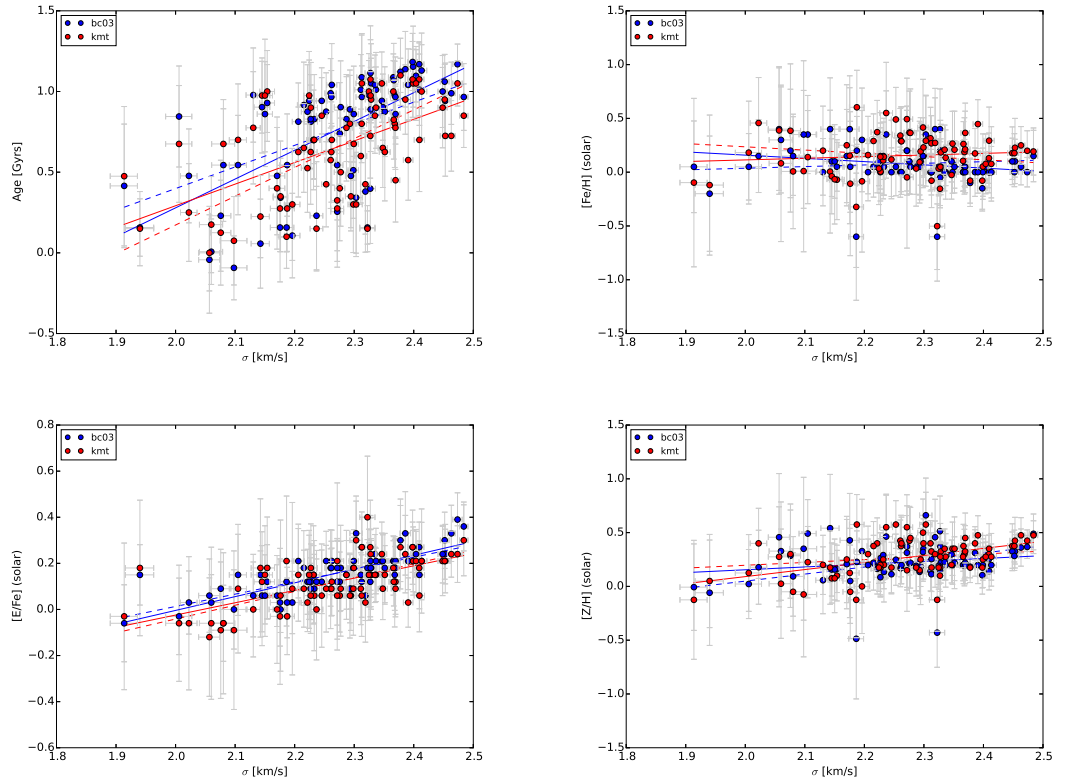 1.5
1.0
0.5
0.0
−0.5
Age [Gyrs]
bc03
kmt
1.8 1.9 2.0 2.1 2.2 2.3 2.4 2.5
σ [km/s]
1.5
1.0
0.5
0.0
−0.5
−1.0
−1.5
[Fe/H] (solar)
bc03
kmt
1.8 1.9 2.0 2.1 2.2 2.3 2.4 2.5
σ [km/s]
0.8
0.6
0.4
0.2
0.0
−0.2
−0.4
−0.6
[E/Fe] (solar)
bc03
kmt
1.8 1.9 2.0 2.1 2.2 2.3 2.4 2.5
σ [km/s]
1.5
1.0
0.5
0.0
−0.5
−1.0
−1.5
[Z/H] (solar)
bc03
kmt
1.8 1.9 2.0 2.1 2.2 2.3 2.4 2.5
σ [km/s]